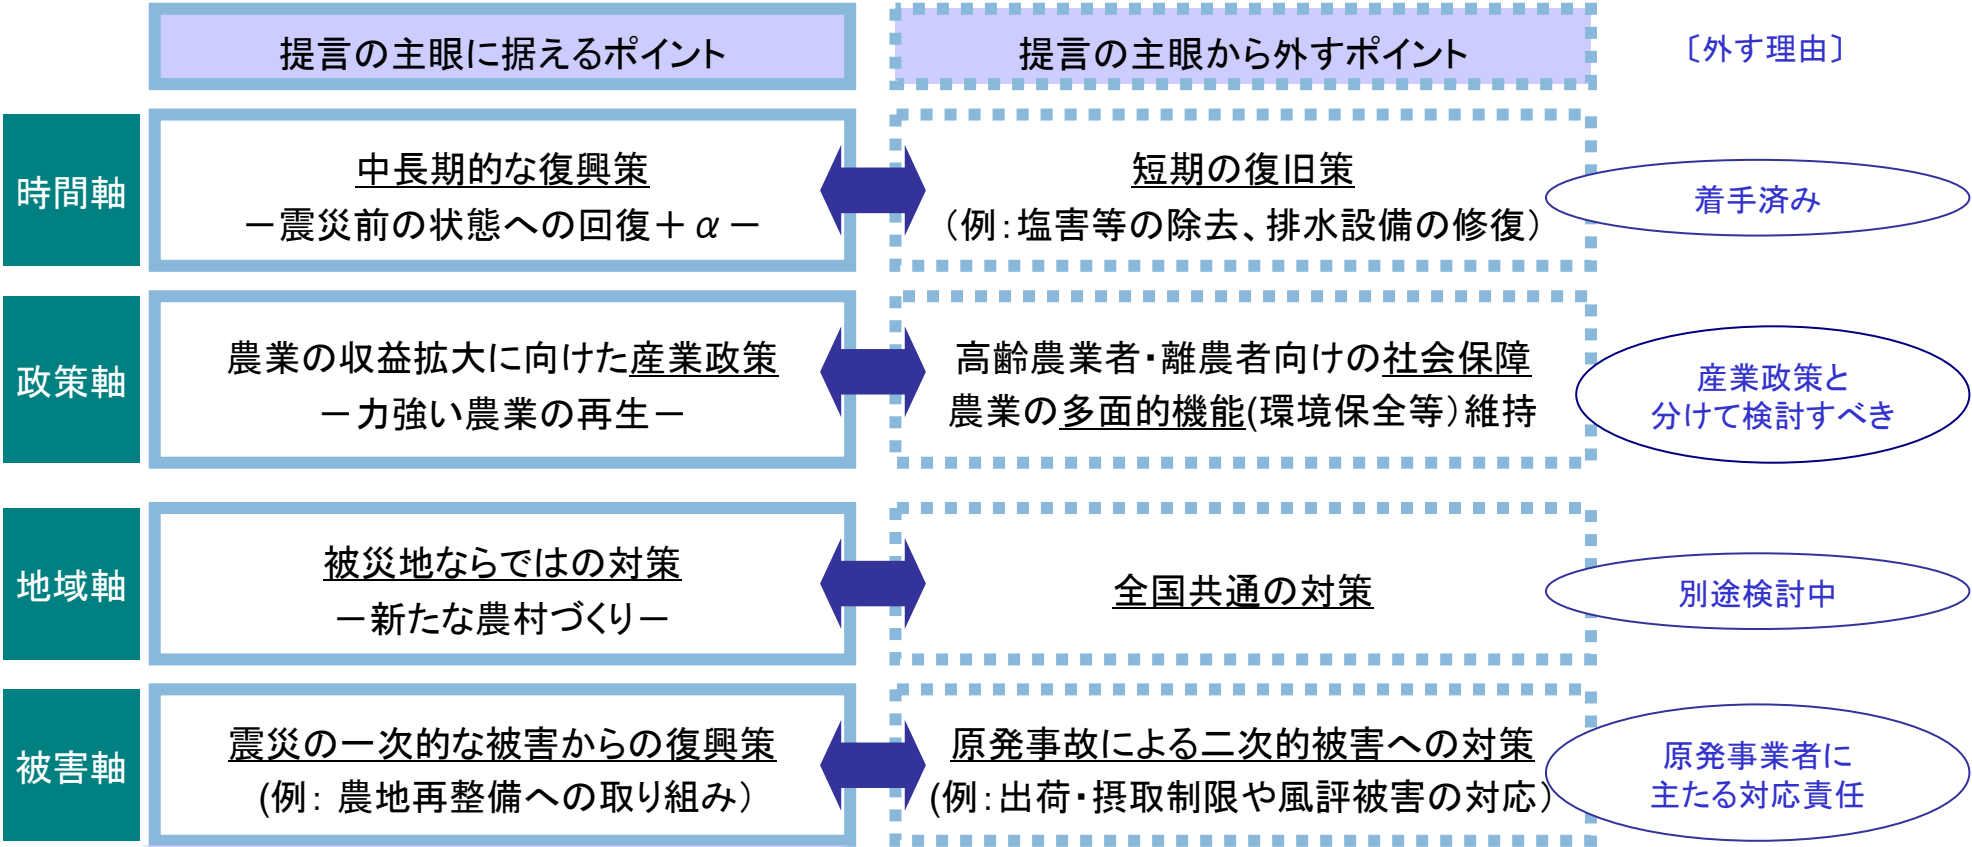 提言の主眼に据えるポイント
提言の主眼から外すポイント
〔外す理由〕
時間軸
中長期的な復興策
－震災前の状態への回復＋α－
短期の復旧策
（例：塩害等の除去、排水設備の修復）
着手済み
政策軸
農業の収益拡大に向けた産業政策
－力強い農業の再生－
高齢農業者・離農者向けの社会保障
農業の多面的機能(環境保全等）維持
産業政策と
分けて検討すべき
地域軸
被災地ならではの対策
－新たな農村づくり－
全国共通の対策
別途検討中
被害軸
震災の一次的な被害からの復興策
(例： 農地再整備への取り組み）
原発事故による二次的被害への対策
(例：出荷・摂取制限や風評被害の対応）
原発事業者に
主たる対応責任